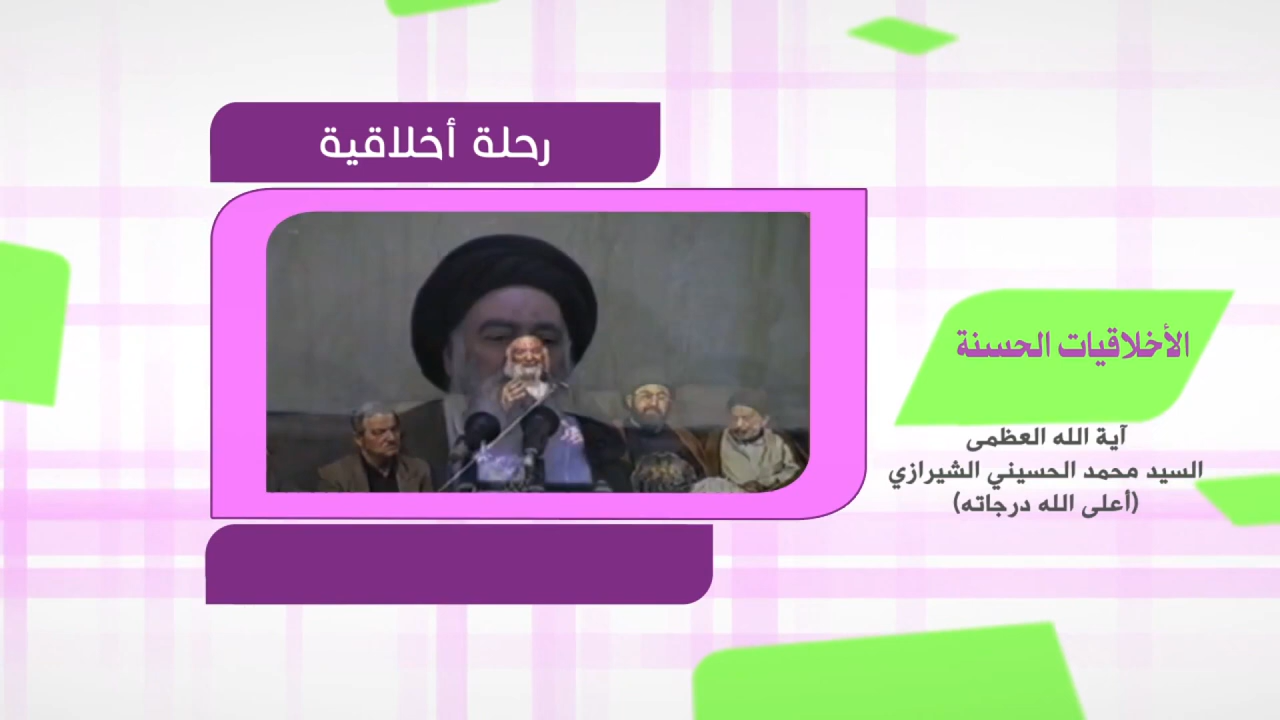 رحلة أخلاقية
الأخلاقيات الحسنة
آية الله العظمى
السيد محمد الحسيني الشيرازي
(أعلى الله درجاته)